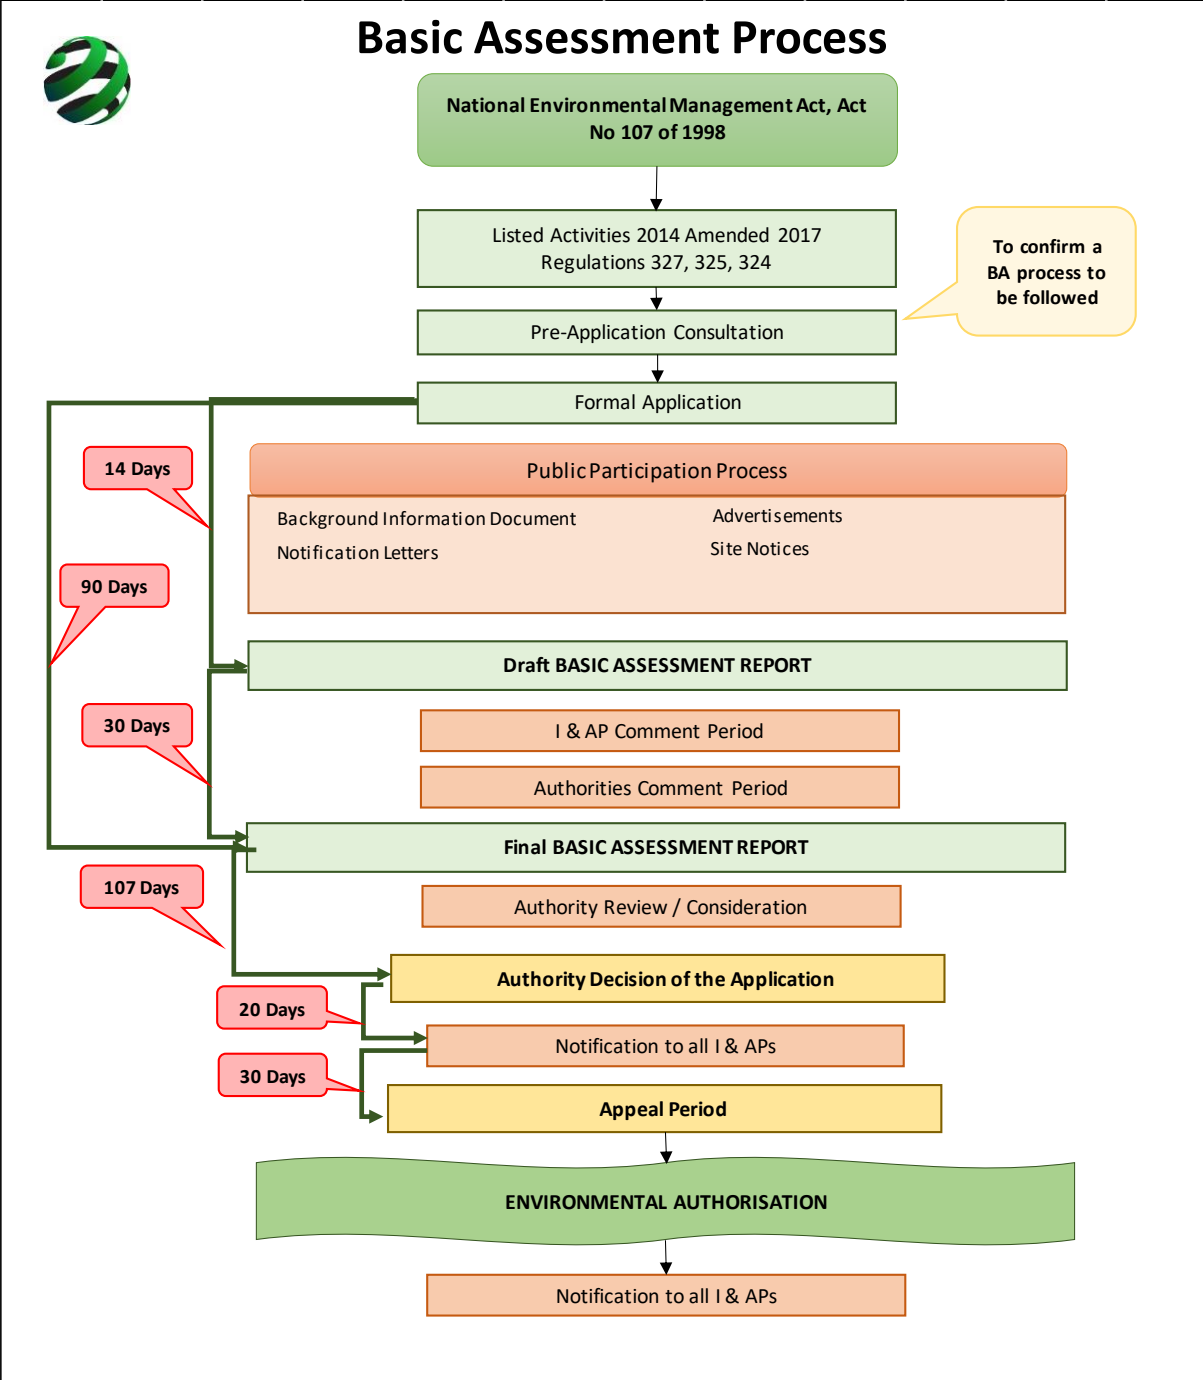 Basic Assessment Process
National Environmental Management Act, Act
No 107 of 1998
Listed Activities 2014 Amended 2017
Regulations 327, 325, 324
To confirm a
BA process to
be followed
Pre-Application Consultation
Formal Application
14 Days
Public Participation Process
Background Information Document
Advertisements
Notification Letters
Site Notices
90 Days
Draft BASIC ASSESSMENT REPORT
30 Days
I & AP Comment Period
Authorities Comment Period
Final BASIC ASSESSMENT REPORT
107 Days
Authority Review / Consideration
Authority Decision of the Application
20 Days
Notification to all I & APs
30 Days
Appeal Period
ENVIRONMENTAL AUTHORISATION
Notification to all I & APs